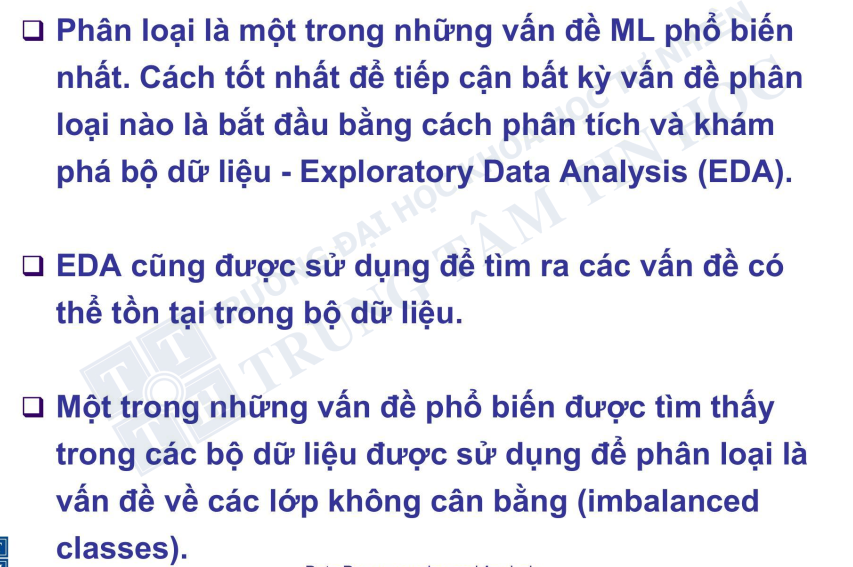 Phân loại là một trong những vấn đề ML phổ biến
nhất. Cách tốt nhất để tiếp cận bất kỳ vấn đề phân
loại nào là bắt đầu bằng cách phân tích và khám
phá bộ dữ liệu - Exploratory Data Analysis (EDA).
EDA cũng được sử dụng để tìm ra các vấn đề có
thể tồn tại trong bộ dữ liệu.
Một trong những vấn đề phổ biến được tìm thấy
trong các bộ dữ liệu được sử dụng để phân loại là
vấn đề về các lớp không cân bằng (imbalanced
classes).
TRƯỜNG ĐẠI HỌC KHOA HỌC TỰ NHIÊN
TRUNG TÂM TIN HỌC